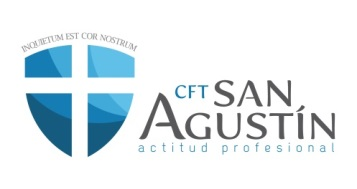 INQUIETUM EST COR NOSTRUM
CFT SAN
AGUSTÍN
actitud profesional